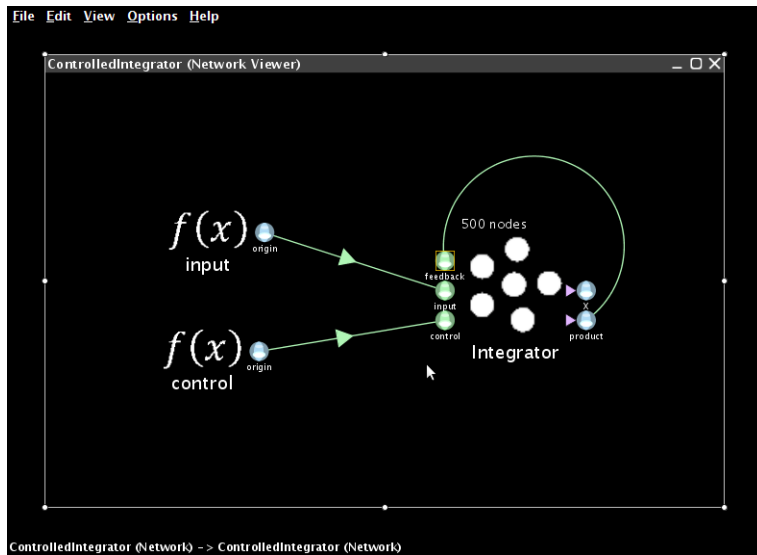 File Edit View Options Help
ControlledIntegrator (Network Viewer)
500 nodes
f(x)
origin
input
feedback
input
X
control
product
f(x)
origin
control
Integrator
ControlledIntegrator (Network) -> ControlledIntegrator (Network)